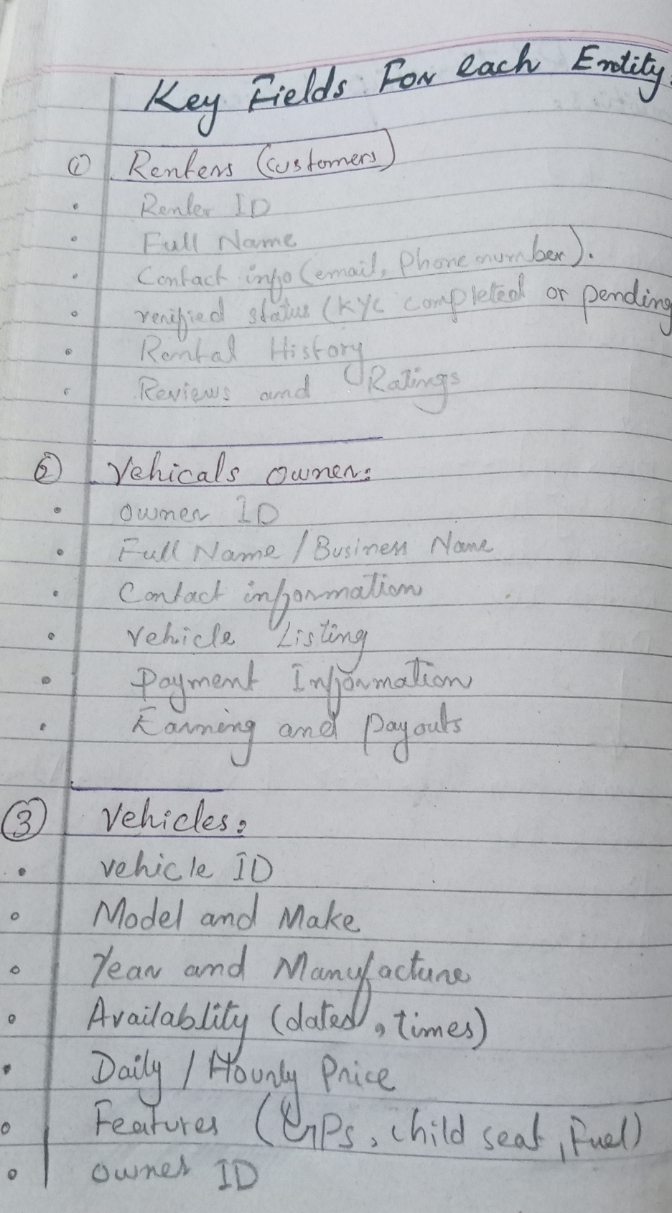 Key Fields For each Entity.
① Renters (customers)
• Renter ID
• Full Name
• Contact info (email, Phone number).
• verified status (KYC completed or pending
• Rental History
• Reviews and Ratings
② Vehicals owner:
• owner ID
• Full Name / Business Name
• Contact information
• vehicle Listing
• Payment Information
• Earning and payouts
③ Vehicles:
• vehicle ID
• Model and Make
• Year and Manufacture
• Availablity (dated, times)
• Daily / Hourly Price
• Features (GPs, child seat, Fuel)
• owner ID